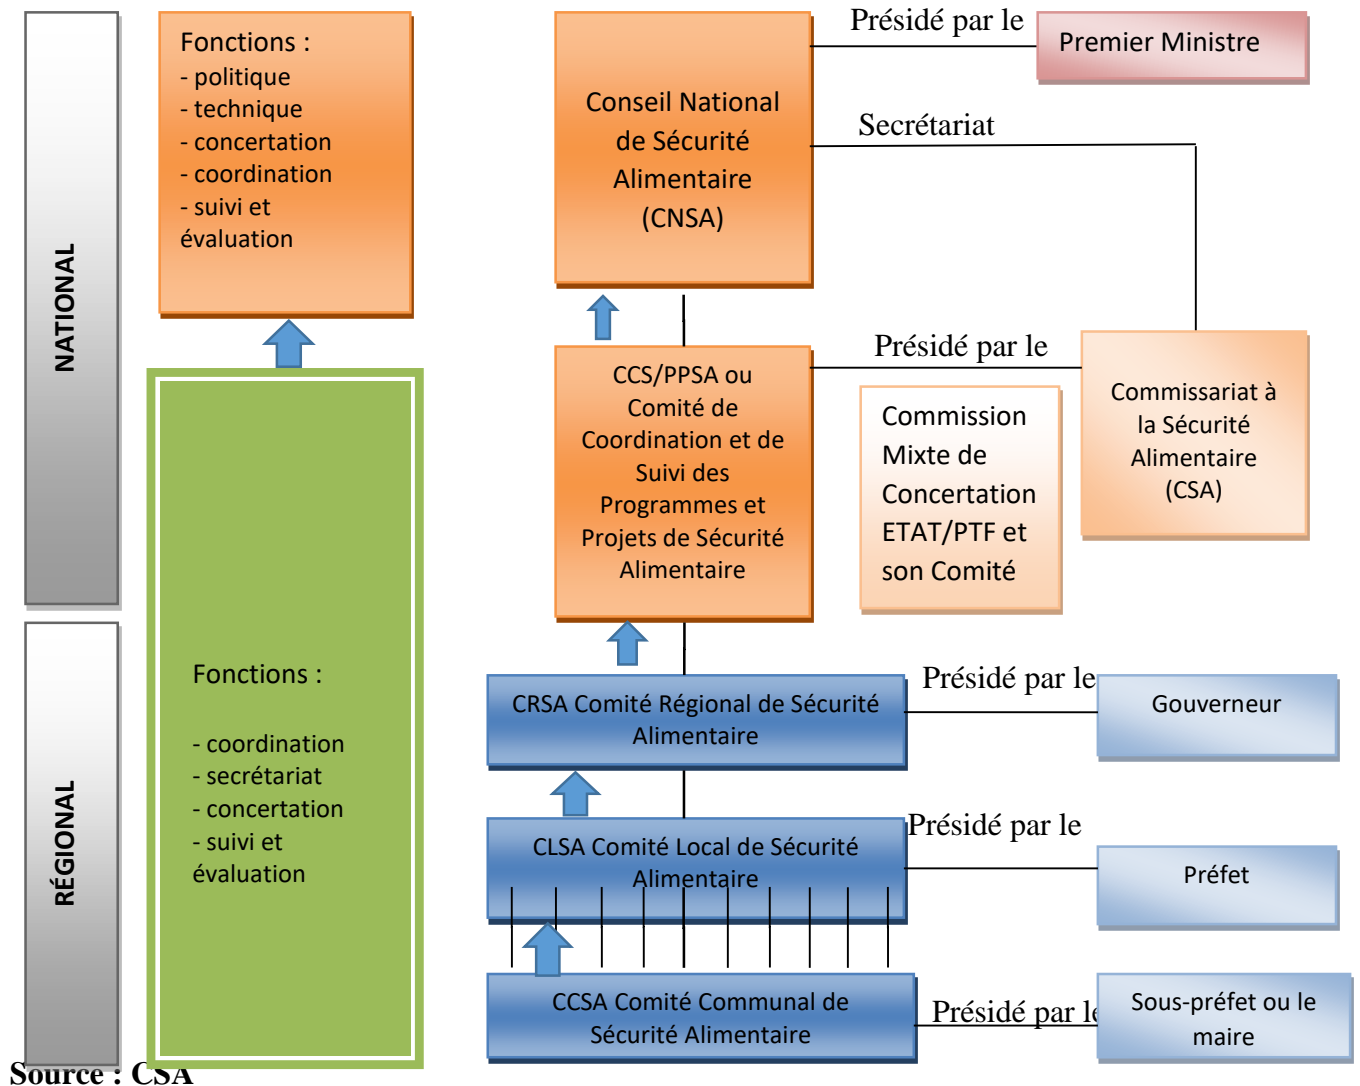 NATIONAL
Fonctions :
- politique
- technique
- concertation
- coordination
- suivi et
évaluation
Conseil National
de Sécurité
Alimentaire
(CNSA)
Présidé par le
Premier Ministre
Secrétariat
CCS/PPSA ou
Comité de
Coordination et de
Suivi des
Programmes et
Projets de Sécurité
Alimentaire
Présidé par le
Commission
Mixte de
Concertation
ETAT/PTF et
son Comité
Commissariat à
la Sécurité
Alimentaire
(CSA)
RÉGIONAL
Fonctions :
- coordination
- secrétariat
- concertation
- suivi et
évaluation
CRSA Comité Régional de Sécurité
Alimentaire
Présidé par le
Gouverneur
CLSA Comité Local de Sécurité
Alimentaire
Présidé par le
Préfet
CCSA Comité Communal de
Sécurité Alimentaire
Présidé par le
Sous-préfet ou le
maire
Source : CSA